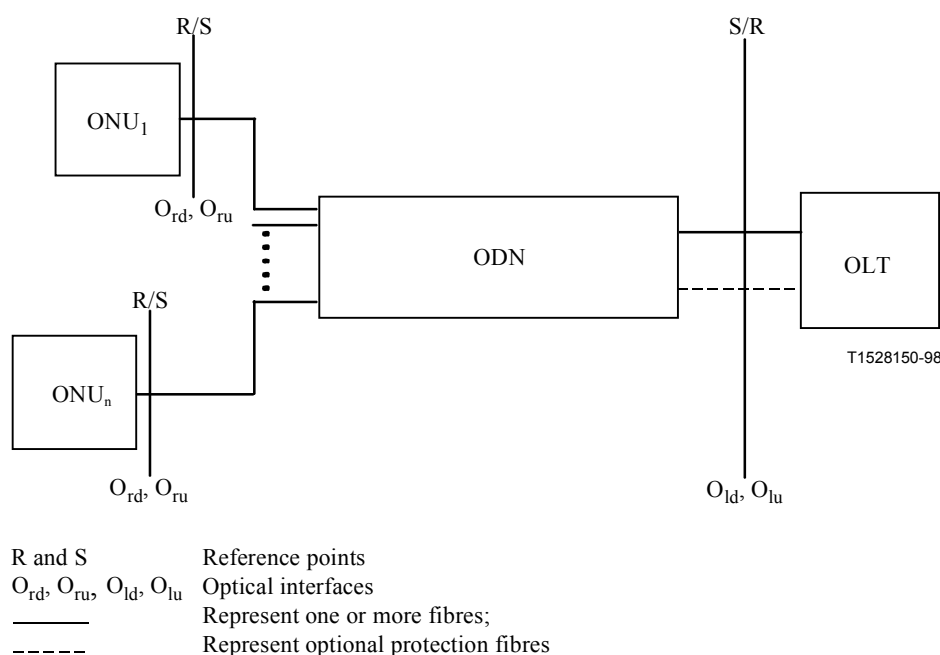 R/S
S/R
ONU1
Ord, Oru
ODN
OLT
R/S
T1528150-98
ONUn
Ord, Oru
Old, Olu
R and S Reference points
Ord, Oru, Old, Olu Optical interfaces
Represent one or more fibres;
Represent optional protection fibres